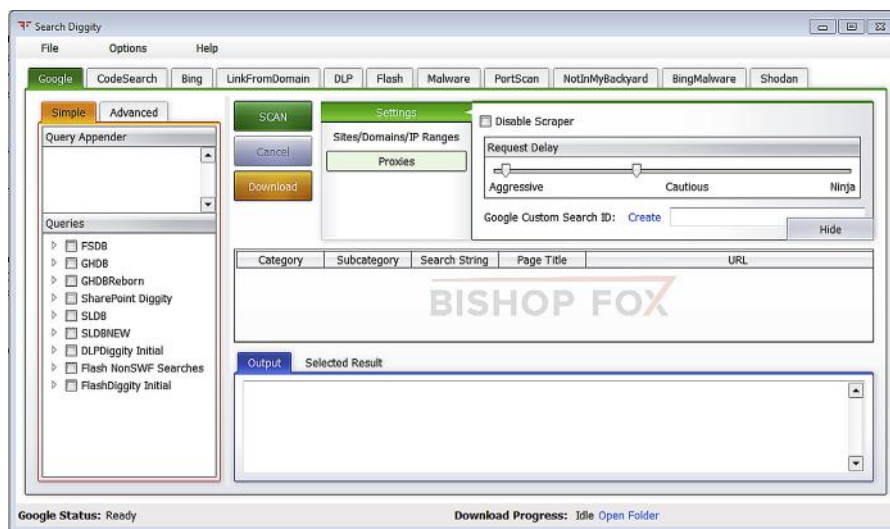 Search Diggity
File Options Help
Google CodeSearch Bing LinkFromDomain DLP Flash Malware PortScan NotInMyBackyard BingMalware Shodan
Simple Advanced
Query Appender
Queries
FSDB
GHDB
GHDBReborn
SharePoint Diggity
SLDB
SLDBNEW
DLPDiggity Initial
Flash NonSWF Searches
FlashDiggity Initial
SCAN
Cancel
Download
Settings
Sites/Domains/IP Ranges
Proxies
Disable Scraper
Request Delay
Aggressive Cautious Ninja
Google Custom Search ID: Create
Hide
Category Subcategory Search String Page Title URL
BISHOP FOX
Output Selected Result
Google Status: Ready Download Progress: Idle Open Folder